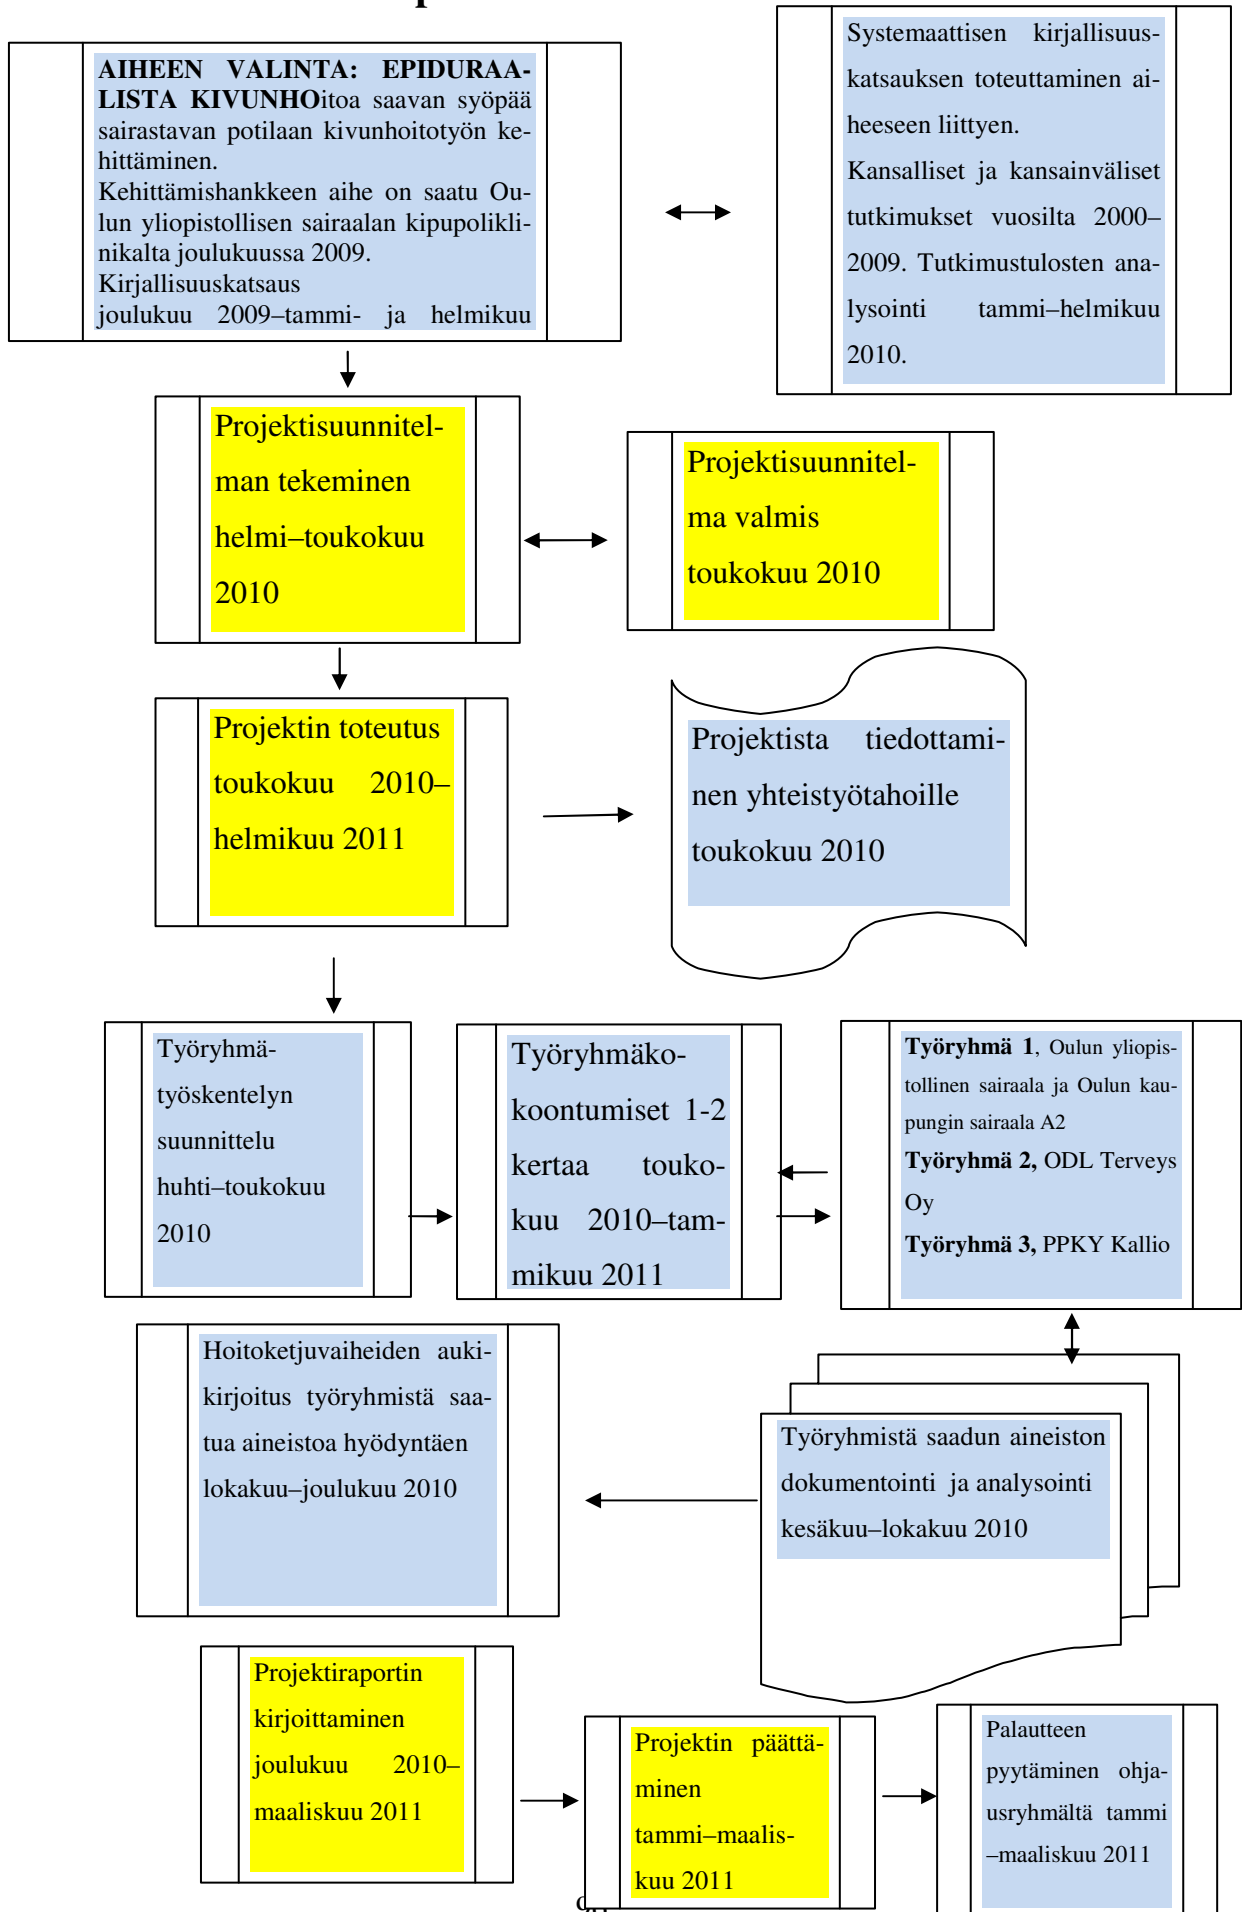 AIHEEN VALINTA: EPIDURAA-
LISTA KIVUNHOitoa saavan syöpää
sairastavan potilaan kivunhoitotyön ke-
hittäminen.
Kehittämishankkeen aihe on saatu Ou-
lun yliopistollisen sairaalan kipupolikli-
nikalta joulukuussa 2009.
Kirjallisuuskatsaus
joulukuu 2009–tammi- ja helmikuu
Systemaattisen kirjallisuus-
katsauksen toteuttaminen ai-
heeseen liittyen.
Kansalliset ja kansainväliset
tutkimukset vuosilta 2000–
2009. Tutkimustulosten ana-
lysointi tammi–helmikuu
2010.
Projektisuunnitel-
man tekeminen
helmi–toukokuu
2010
Projektisuunnitel-
ma valmis
toukokuu 2010
Projektin toteutus
toukokuu 2010–
helmikuu 2011
Projektista tiedottami-
nen yhteistyötahoille
toukokuu 2010
Työryhmä-
työskentelyn
suunnittelu
huhti–toukokuu
2010
Työryhmäko-
koontumiset 1-2
kertaa touko-
kuu 2010–tam-
mikuu 2011
Työryhmä 1, Oulun yliopis-
tollinen sairaala ja Oulun kau-
pungin sairaala A2
Työryhmä 2, ODL Terveys
Oy
Työryhmä 3, PPKY Kallio
Hoitoketjuvaiheiden auki-
kirjoitus työryhmistä saa-
tua aineistoa hyödyntäen
lokakuu–joulukuu 2010
Työryhmistä saadun aineiston
dokumentointi ja analysointi
kesäkuu–lokakuu 2010
Projektiraportin
kirjoittaminen
joulukuu 2010–
maaliskuu 2011
Projektin päättä-
minen
tammi–maalis-
kuu 2011
Palautteen
pyytäminen ohja-
usryhmältä tammi
–maaliskuu 2011